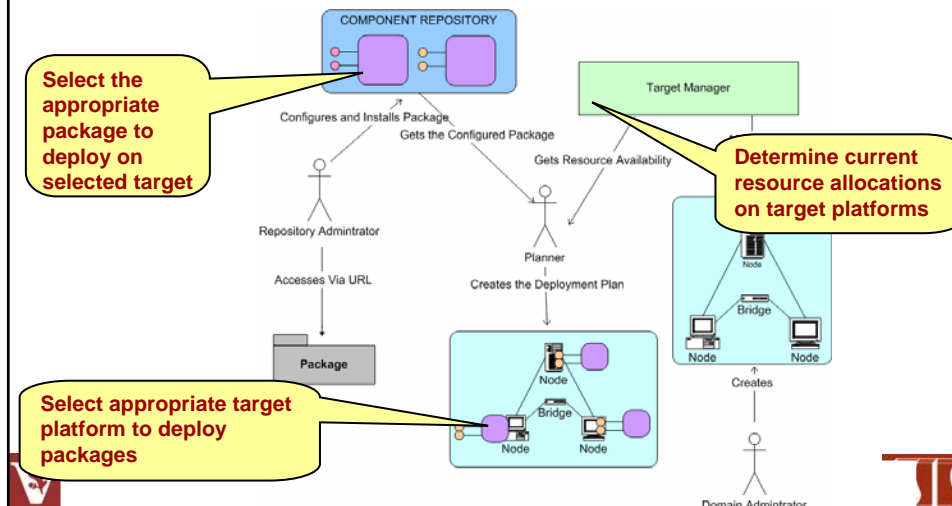 COMPONENT REPOSITORY
Select the
appropriate
package to
deploy on
selected target
Target Manager
Configures and Installs Package
Gets the Configured Package
Gets Resource Availability
Determine current
resource allocations
on target platforms
Repository Admintrator
Planner
Node
Accesses Via URL
Creates the Deployment Plan
Bridge
Node
Node
Package
Node
Creates
Select appropriate target
platform to deploy
packages
Bridge
Node
Node
Domain Admintrator